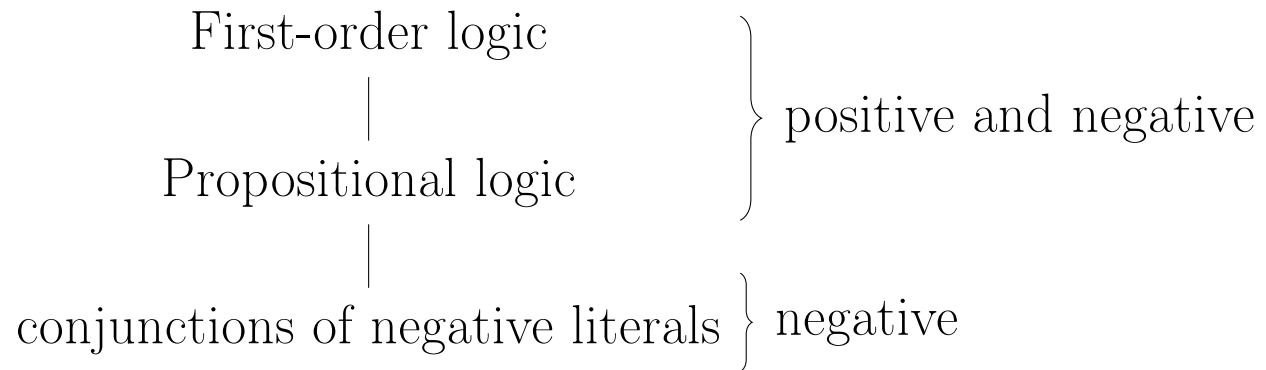 First-order logic
positive and negative
Propositional logic
conjunctions of negative literals
negative